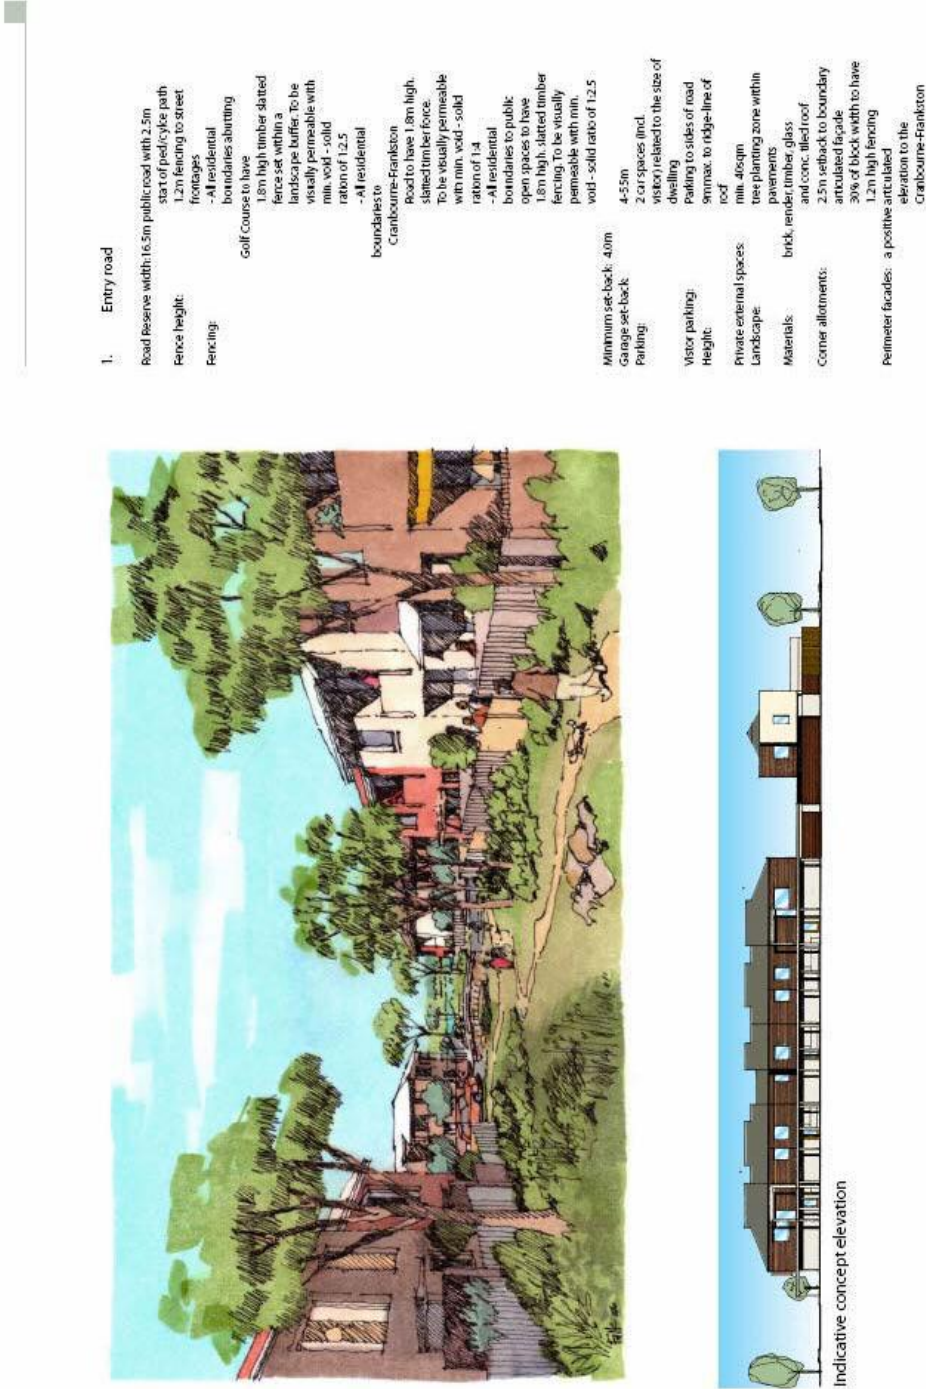 1. Entry road
Road Reserve width:16.5m public road with 2.5m
start of ped/cylce path
Fence height: 1.2m fencing to street
frontages
Fencing: - All residential
boundaries abutting
Golf Course to have
1.8m high timber slatted
fence set within a
landscape buffer. To be
visually permeable with
min. void - solid
ration of 1:2.5
- All residential
boundaries to
Cranbourne-Frankston
Road to have 1.8m high.
slatted timber force.
To be visually permeable
with min. void - solid
ration of 1:4
- All residential
boundaries to public
open spaces to have
1.8m high. slatted timber
fencing. To be visually
permeable with min.
void - solid ratio of 1:2.5
Minimum set-back: 4.0m
Garage set-back: 4-5.5m
Parking: 2 car spaces (incl.
visitor) related to the size of
dwelling
Vistor parking: Parking to sides of road
Height: 9mmax. to ridge-line of
roof
Private external spaces: min. 40sqm
Landscape: tree planting zone within
pavements
Materials: brick, render, timber, glass
and conc. tiled roof
Corner allotments: 2.5m setback to boundary
articulated façade
30% of block width to have
1.2m high fencing
Perimeter facades: a positive articulated
elevation to the
Cranbourne-Frankston
Indicative concept elevation